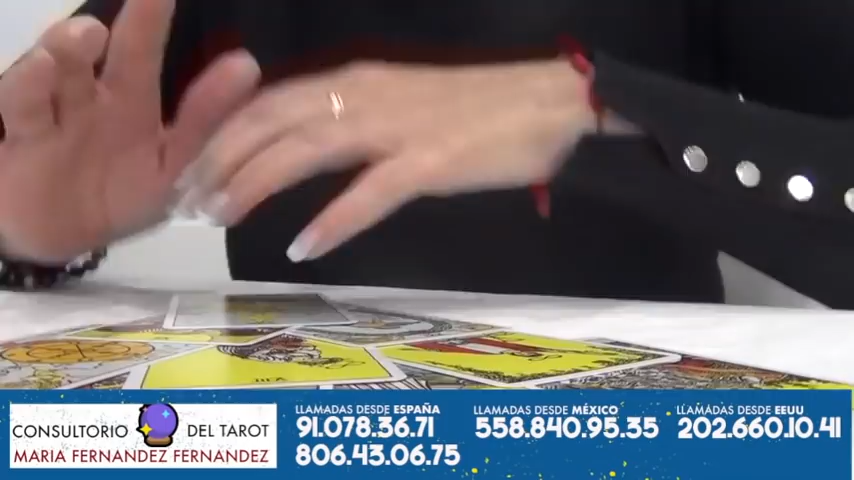 VIII
CONSULTORIO DEL TAROT
MARIA FERNANDEZ FERNANDEZ
LLAMADAS DESDE ESPAÑA
91.078.36.71
806.43.06.75
LLAMADAS DESDE MÉXICO
558.840.95.35
LLAMADAS DESDE EEUU
202.660.10.41